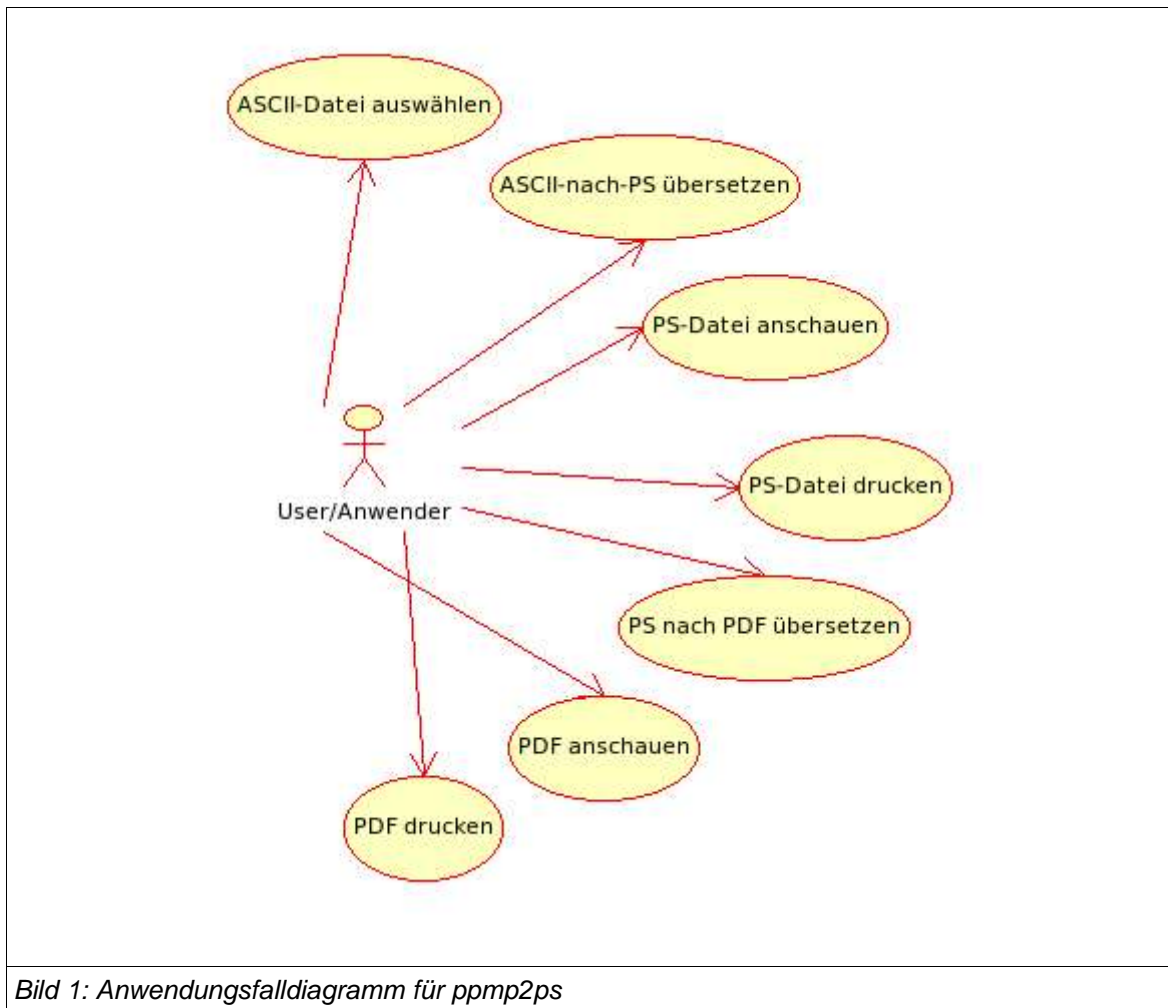 ASCII-Datei auswählen
ASCII-nach-PS übersetzen
PS-Datei anschauen
PS-Datei drucken
User/Anwender
PS nach PDF übersetzen
PDF anschauen
PDF drucken
Bild 1: Anwendungsfalldiagramm für ppmp2ps